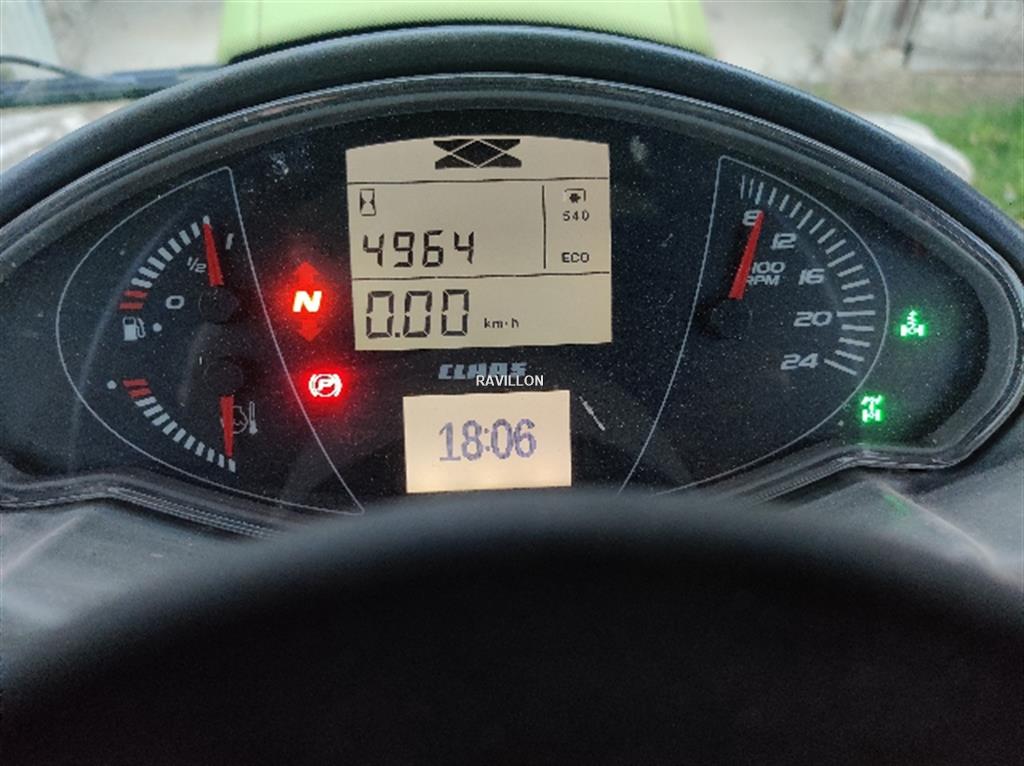 540
4964
ECO
0.00
km·h
1
1/2
0
N
P
CLAAS
RAVILLON
18:06
8
12
x100
RPM
16
20
24